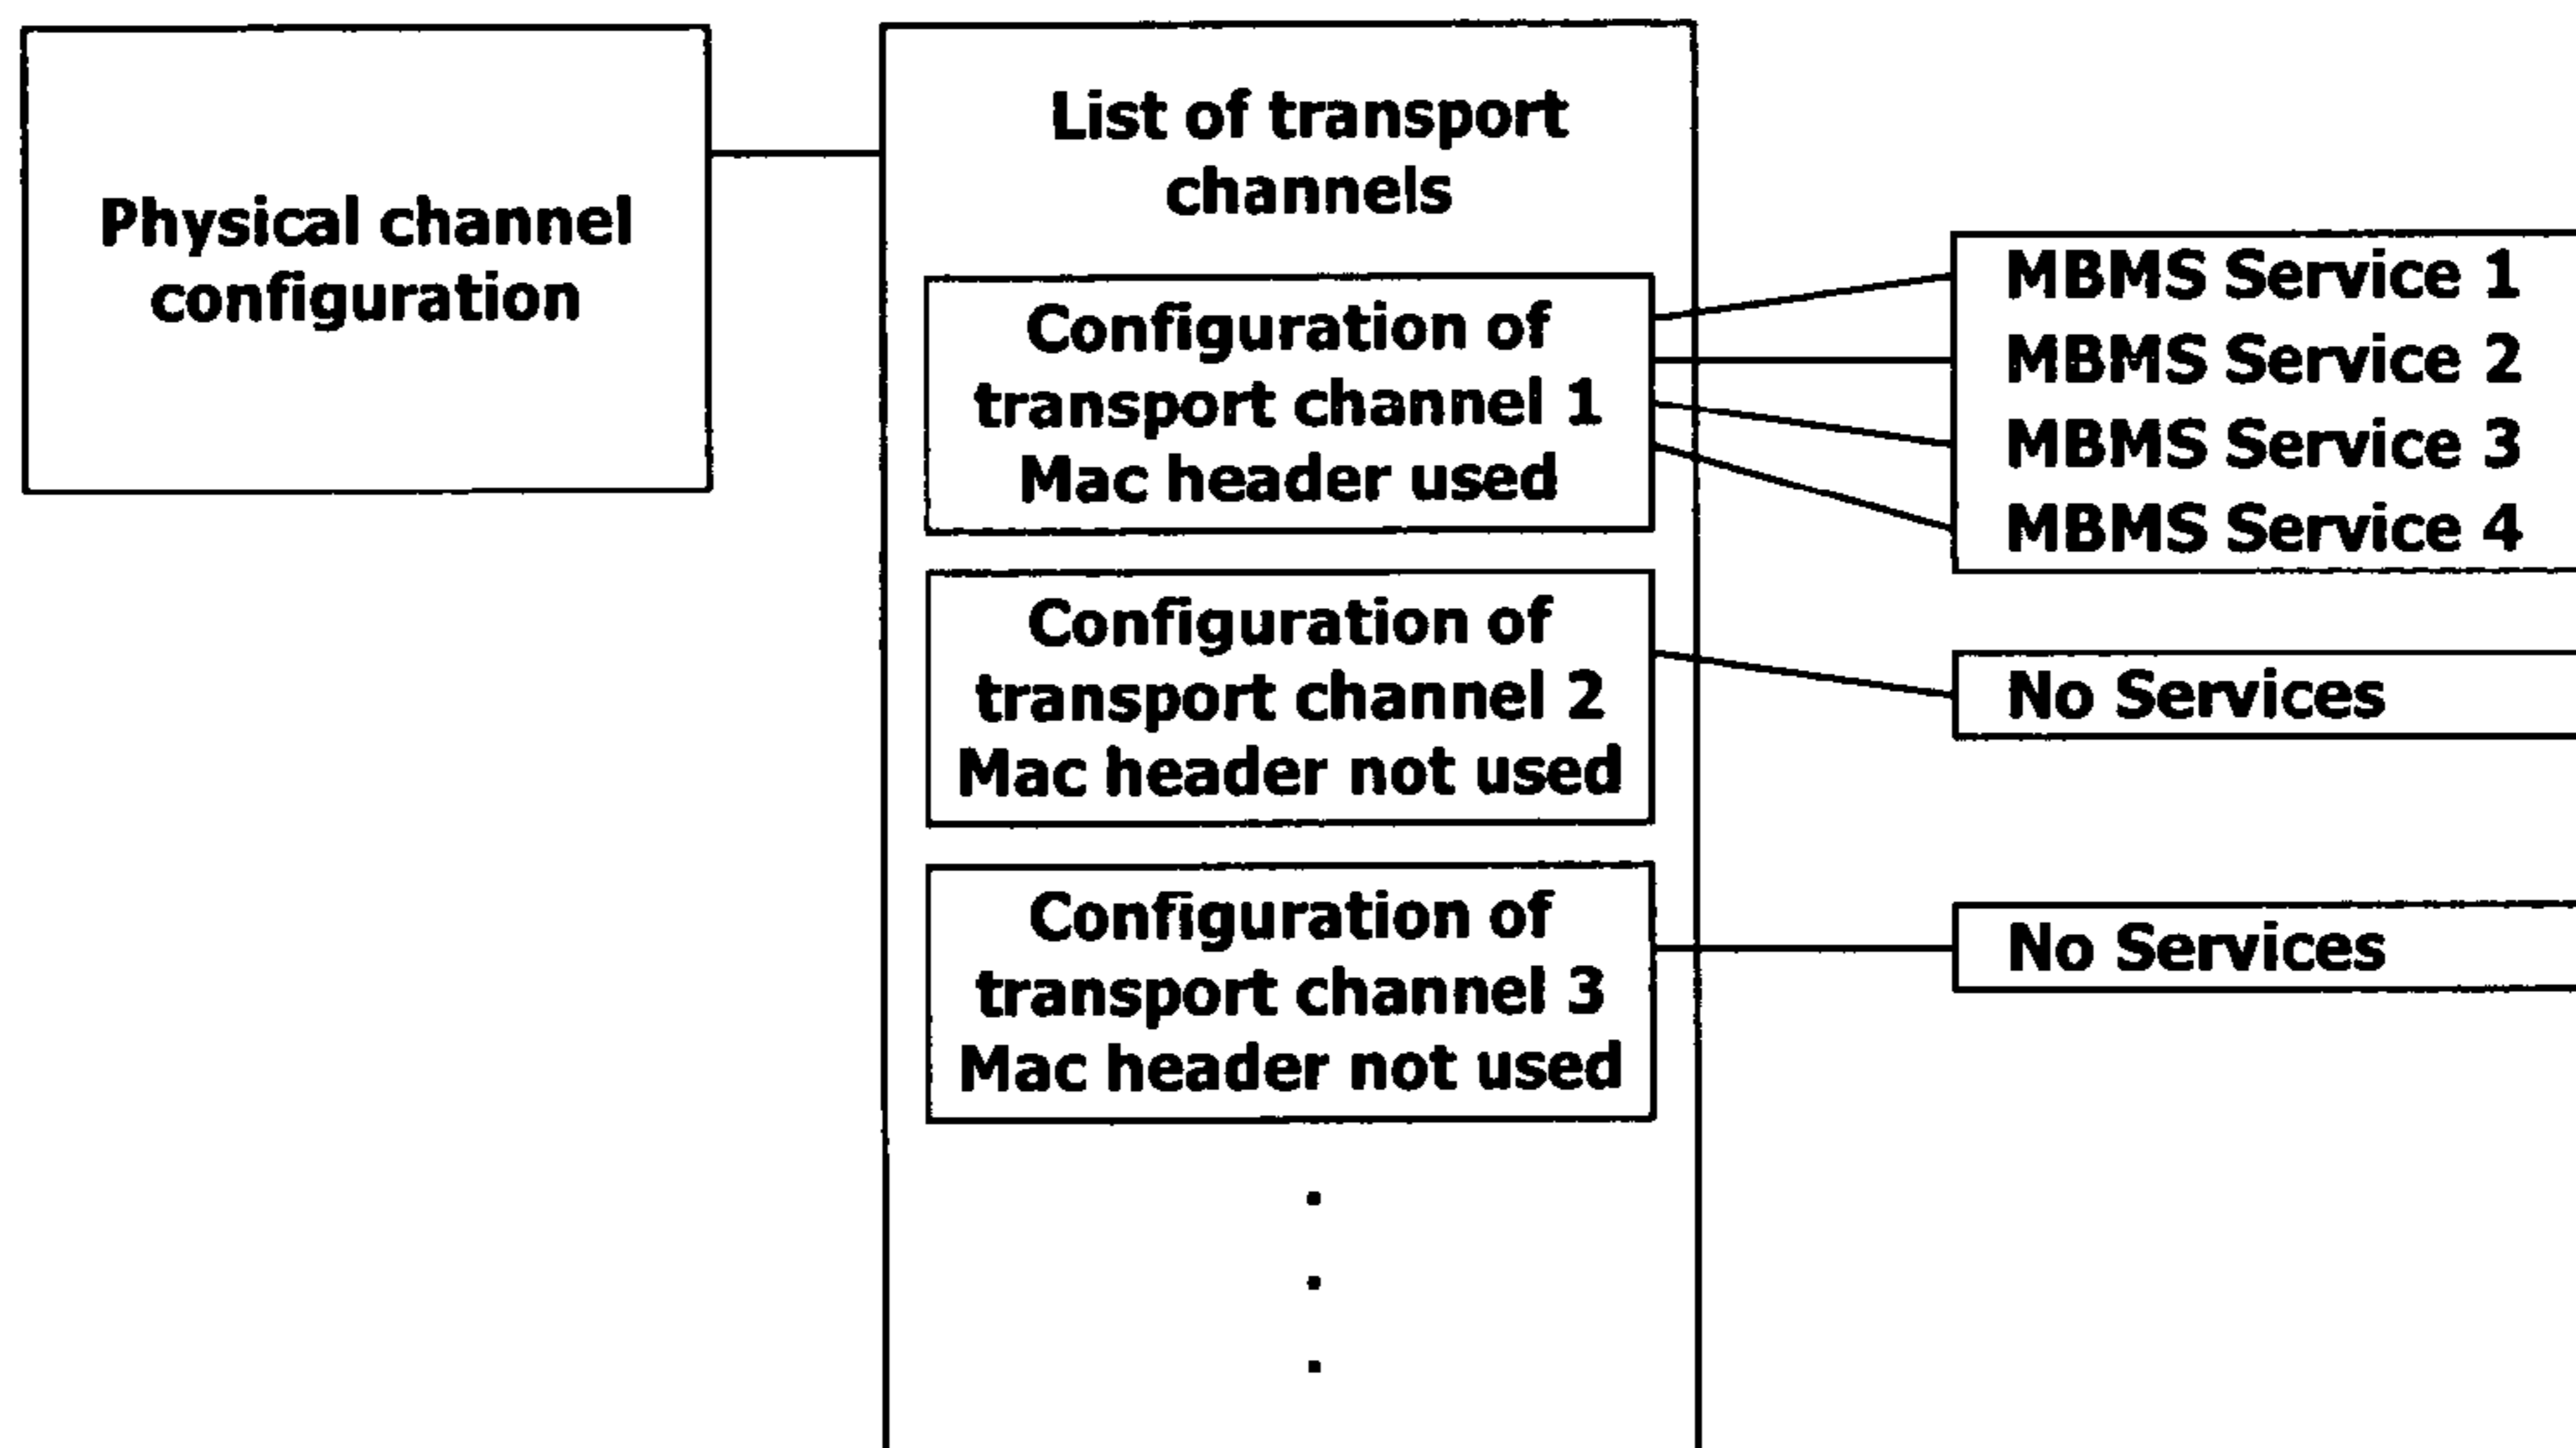 Physical channel
configuration
List of transport
channels
Configuration of
transport channel 1
Mac header used
MBMS Service 1
MBMS Service 2
MBMS Service 3
MBMS Service 4
Configuration of
transport channel 2
Mac header not used
No Services
Configuration of
transport channel 3
Mac header not used
No Services